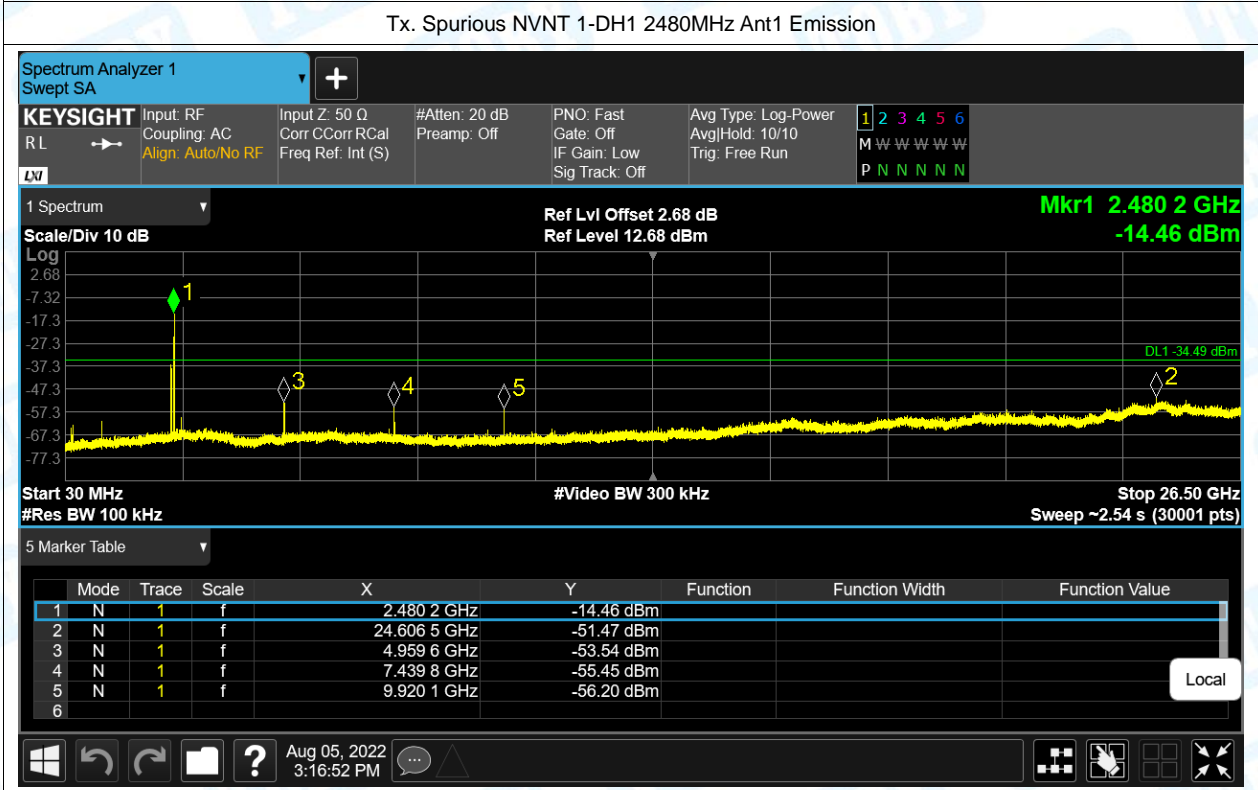 Tx. Spurious NVNT 1-DH1 2480MHz Ant1 Emission
Spectrum Analyzer 1
Swept SA
KEYSIGHT
R L
LXI
Input: RF
Coupling: AC
Align: Auto/No RF
Input Z: 50 Ω
Corr CCorr RCal
Freq Ref: Int (S)
#Atten: 20 dB
Preamp: Off
PNO: Fast
Gate: Off
IF Gain: Low
Sig Track: Off
Avg Type: Log-Power
Avg|Hold: 10/10
Trig: Free Run
1 2 3 4 5 6
M W W W W W
P N N N N N
1 Spectrum
Scale/Div 10 dB
Ref Lvl Offset 2.68 dB
Ref Level 12.68 dBm
Mkr1 2.480 2 GHz
-14.46 dBm
Log
2.68
-7.32
-17.3
-27.3
-37.3
-47.3
-57.3
-67.3
-77.3
1
3
4
5
2
DL1 -34.49 dBm
Start 30 MHz
#Video BW 300 kHz
Stop 26.50 GHz
#Res BW 100 kHz
Sweep ~2.54 s (30001 pts)
5 Marker Table
Mode Trace Scale X Y Function Function Width Function Value
1 N 1 f 2.480 2 GHz -14.46 dBm
2 N 1 f 24.606 5 GHz -51.47 dBm
3 N 1 f 4.959 6 GHz -53.54 dBm
4 N 1 f 7.439 8 GHz -55.45 dBm
5 N 1 f 9.920 1 GHz -56.20 dBm
6
Local
?
Aug 05, 2022
3:16:52 PM